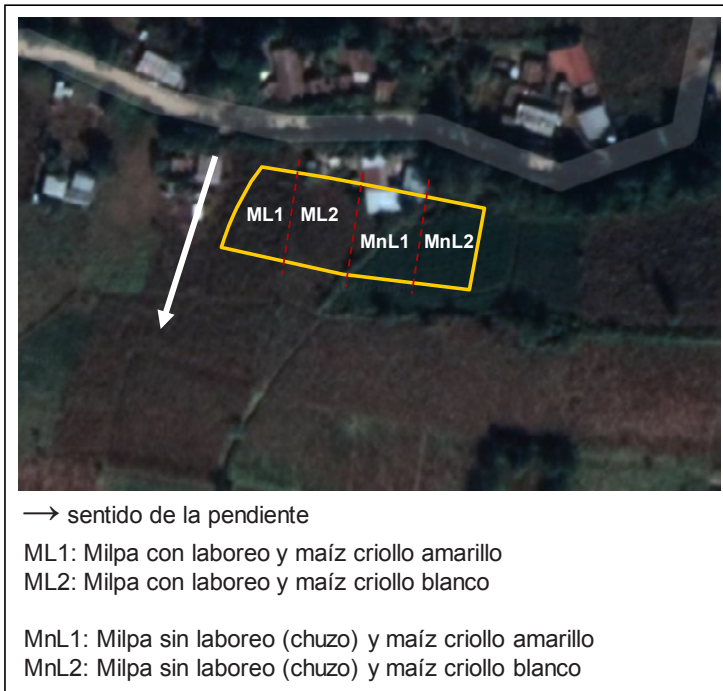 ML1 ML2 MnL1 MnL2
→ sentido de la pendiente
ML1: Milpa con laboreo y maíz criollo amarillo
ML2: Milpa con laboreo y maíz criollo blanco
MnL1: Milpa sin laboreo (chuzo) y maíz criollo amarillo
MnL2: Milpa sin laboreo (chuzo) y maíz criollo blanco